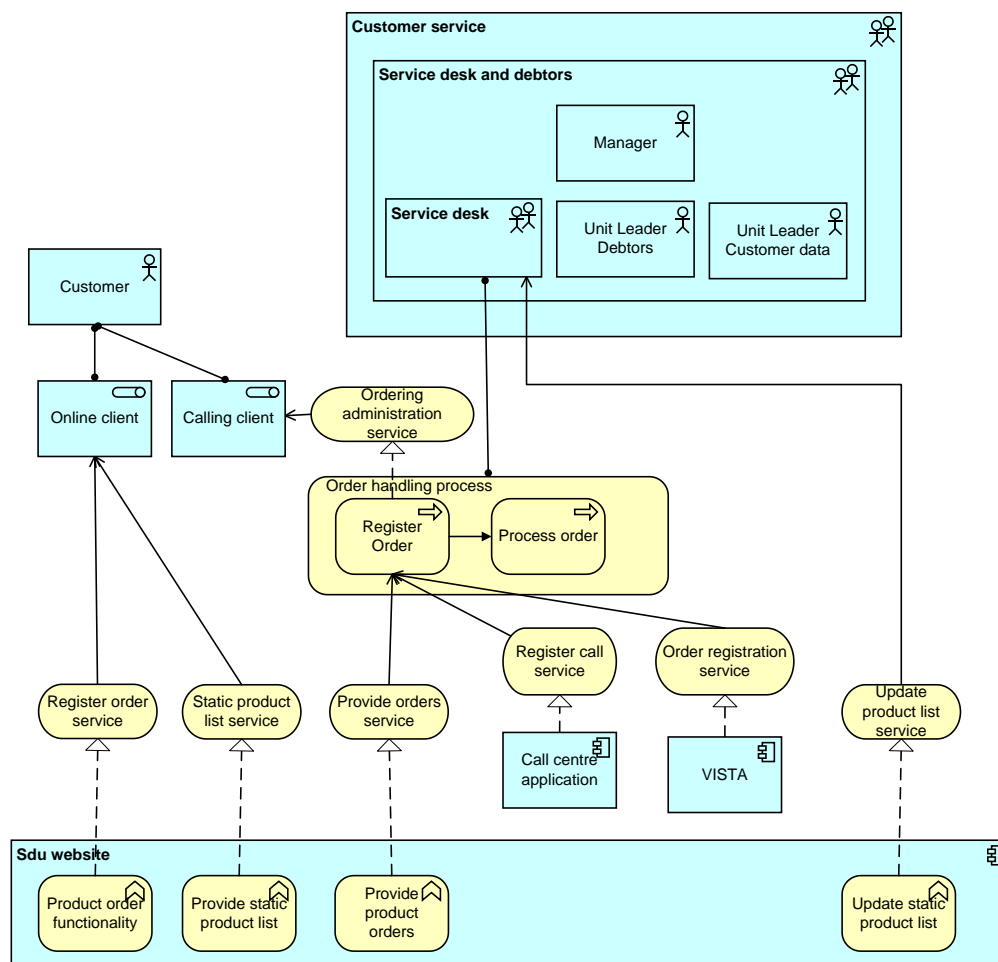 Customer service
Service desk and debtors
Manager
Service desk
Unit Leader
Debtors
Unit Leader
Customer data
Customer
Online client
Calling client
Ordering
administration
service
Order handling process
Register
Order
Process order
Register call
service
Order registration
service
Register order
service
Static product
list service
Provide orders
service
Update
product list
service
Call centre
application
VISTA
Sdu website
Product order
functionality
Provide static
product list
Provide
product
orders
Update static
product list